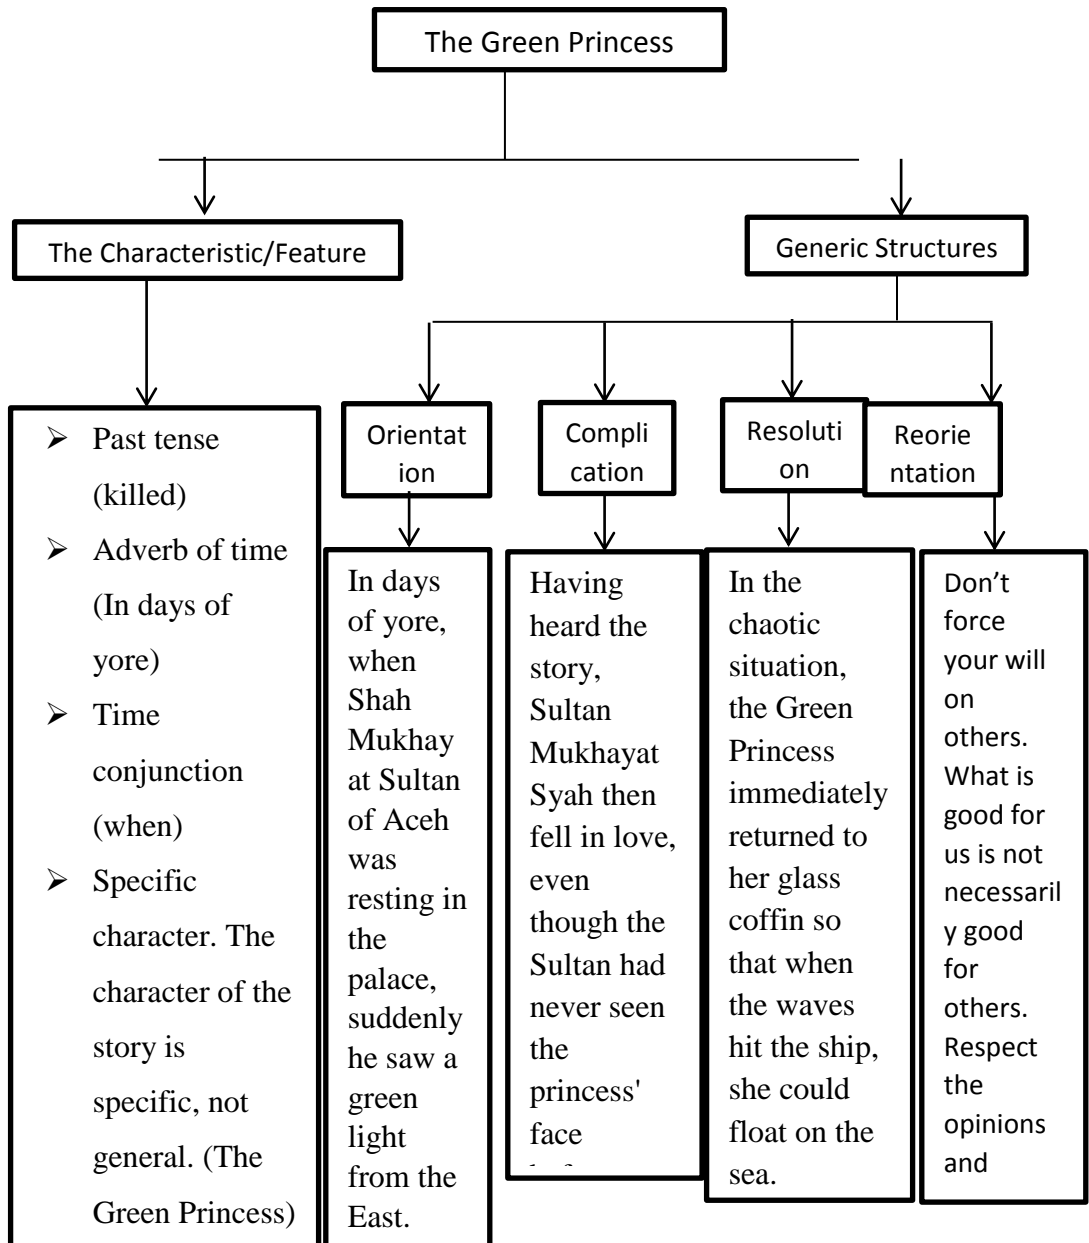 The Green Princess
The Characteristic/Feature
Generic Structures
➢ Past tense
(killed)
➢ Adverb of time
(In days of
yore)
➢ Time
conjunction
(when)
➢ Specific
character. The
character of the
story is
specific, not
general. (The
Green Princess)
Orientat
ion
In days
of yore,
when
Shah
Mukhay
at Sultan
of Aceh
was
resting in
the
palace,
suddenly
he saw a
green
light
from the
East.
Compli
cation
Having
heard the
story,
Sultan
Mukhayat
Syah then
fell in love,
even
though the
Sultan had
never seen
the
princess'
face
Resoluti
on
In the
chaotic
situation,
the Green
Princess
immediately
returned to
her glass
coffin so
that when
the waves
hit the ship,
she could
float on the
sea.
Reorie
ntation
Don’t
force
your will
on
others.
What is
good for
us is not
necessaril
y good
for
others.
Respect
the
opinions
and